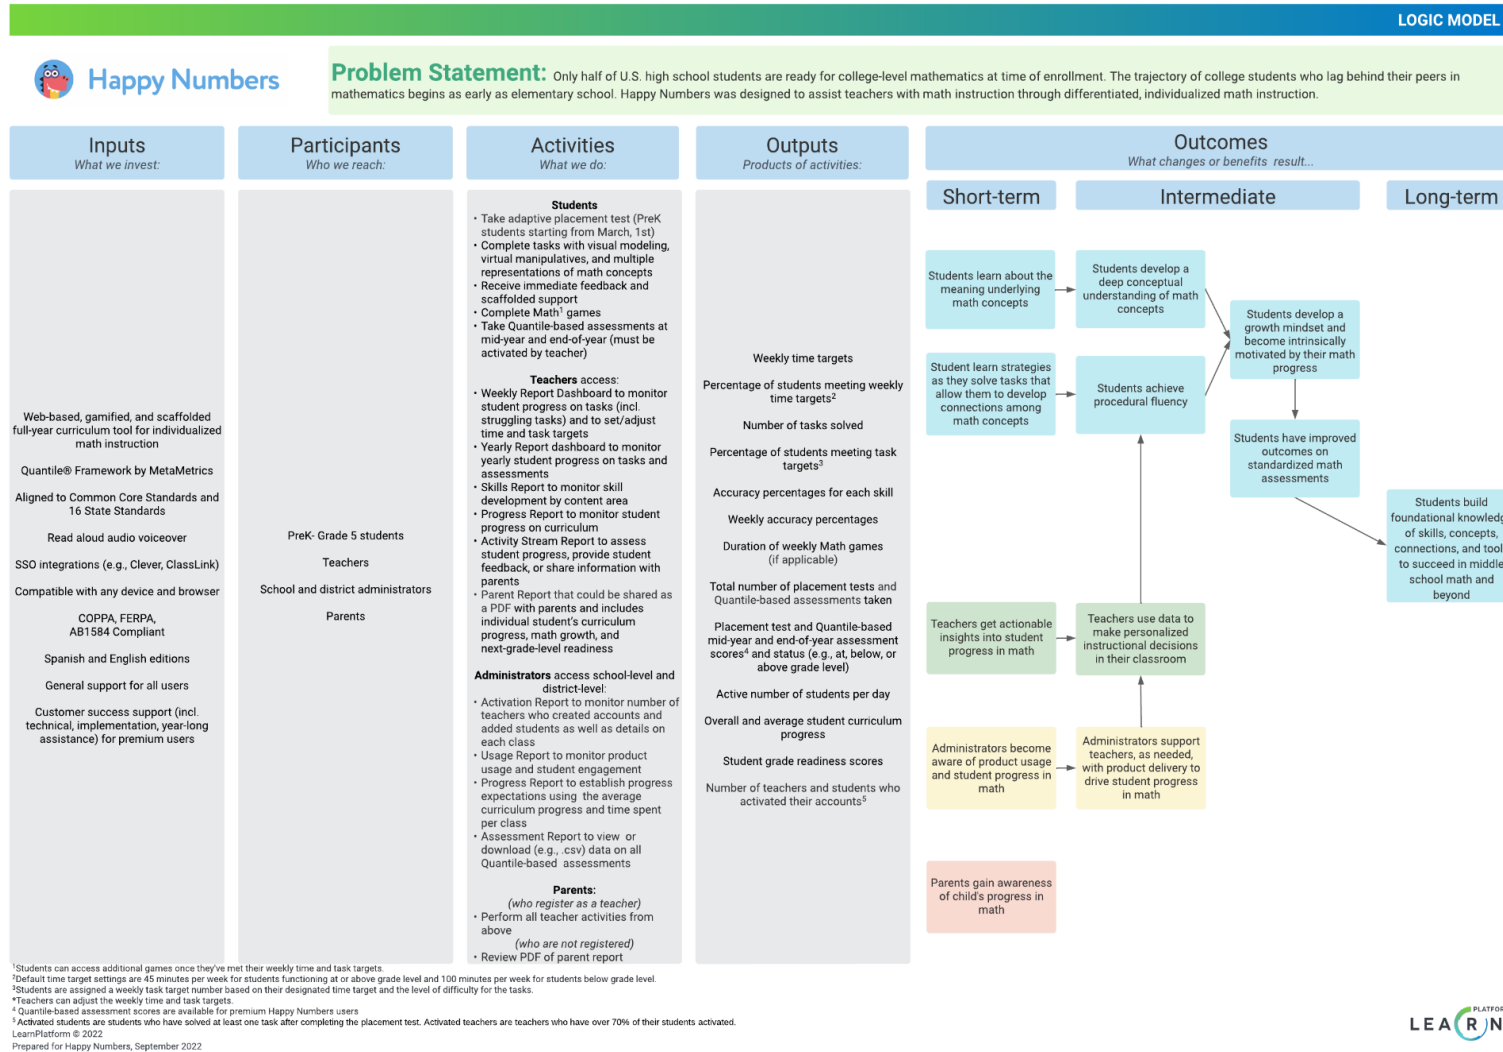 LOGIC MODEL
Happy Numbers
Problem Statement: Only half of U.S. high school students are ready for college-level mathematics at time of enrollment. The trajectory of college students who lag behind their peers in
mathematics begins as early as elementary school. Happy Numbers was designed to assist teachers with math instruction through differentiated, individualized math instruction.
Inputs
What we invest:
Web-based, gamified, and scaffolded
full-year curriculum tool for individualized
math instruction
Quantile® Framework by MetaMetrics
Aligned to Common Core Standards and
16 State Standards
Read aloud audio voiceover
SSO integrations (e.g., Clever, ClassLink)
Compatible with any device and browser
COPPA, FERPA,
AB1584 Compliant
Spanish and English editions
General support for all users
Customer success support (incl.
technical, implementation, year-long
assistance) for premium users
Participants
Who we reach:
PreK- Grade 5 students
Teachers
School and district administrators
Parents
Activities
What we do:
Students
• Take adaptive placement test (PreK
students starting from March, 1st)
• Complete tasks with visual modeling,
virtual manipulatives, and multiple
representations of math concepts
• Receive immediate feedback and
scaffolded support
• Complete Math¹ games
• Take Quantile-based assessments at
mid-year and end-of-year (must be
activated by teacher)
Teachers access:
• Weekly Report Dashboard to monitor
student progress on tasks (incl.
struggling tasks) and to set/adjust
time and task targets
• Yearly Report dashboard to monitor
yearly student progress on tasks and
assessments
• Skills Report to monitor skill
development by content area
• Progress Report to monitor student
progress on curriculum
• Activity Stream Report to assess
student progress, provide student
feedback, or share information with
parents
• Parent Report that could be shared as
a PDF with parents and includes
individual student's curriculum
progress, math growth, and
next-grade-level readiness
Administrators access school-level and
district-level:
• Activation Report to monitor number of
teachers who created accounts and
added students as well as details on
each class
• Usage Report to monitor product
usage and student engagement
• Progress Report to establish progress
expectations using the average
curriculum progress and time spent
per class
• Assessment Report to view or
download (e.g., .csv) data on all
Quantile-based assessments
Parents:
(who register as a teacher)
• Perform all teacher activities from
above
(who are not registered)
• Review PDF of parent report
Outputs
Products of activities:
Weekly time targets
Percentage of students meeting weekly
time targets²
Number of tasks solved
Percentage of students meeting task
targets³
Accuracy percentages for each skill
Weekly accuracy percentages
Duration of weekly Math games
(if applicable)
Total number of placement tests and
Quantile-based assessments taken
Placement test and Quantile-based
mid-year and end-of-year assessment
scores⁴ and status (e.g., at, below, or
above grade level)
Active number of students per day
Overall and average student curriculum
progress
Student grade readiness scores
Number of teachers and students who
activated their accounts⁵
Outcomes
What changes or benefits result...
Short-term
Intermediate
Long-term
Students learn about the
meaning underlying
math concepts
Students develop a
deep conceptual
understanding of math
concepts
Students develop a
growth mindset and
become intrinsically
motivated by their math
progress
Student learn strategies
as they solve tasks that
allow them to develop
connections among
math concepts
Students achieve
procedural fluency
Students have improved
outcomes on
standardized math
assessments
Students build
foundational knowledg
of skills, concepts,
connections, and tool
to succeed in middle
school math and
beyond
Teachers get actionable
insights into student
progress in math
Teachers use data to
make personalized
instructional decisions
in their classroom
Administrators become
aware of product usage
and student progress in
math
Administrators support
teachers, as needed,
with product delivery to
drive student progress
in math
Parents gain awareness
of child's progress in
math
¹Students can access additional games once they've met their weekly time and task targets.
²Default time target settings are 45 minutes per week for students functioning at or above grade level and 100 minutes per week for students below grade level.
³Students are assigned a weekly task target number based on their designated time target and the level of difficulty for the tasks.
*Teachers can adjust the weekly time and task targets.
⁴ Quantile-based assessment scores are available for premium Happy Numbers users
⁵ Activated students are students who have solved at least one task after completing the placement test. Activated teachers are teachers who have over 70% of their students activated.
LearnPlatform © 2022
Prepared for Happy Numbers, September 2022
PLATFOR
LEARN